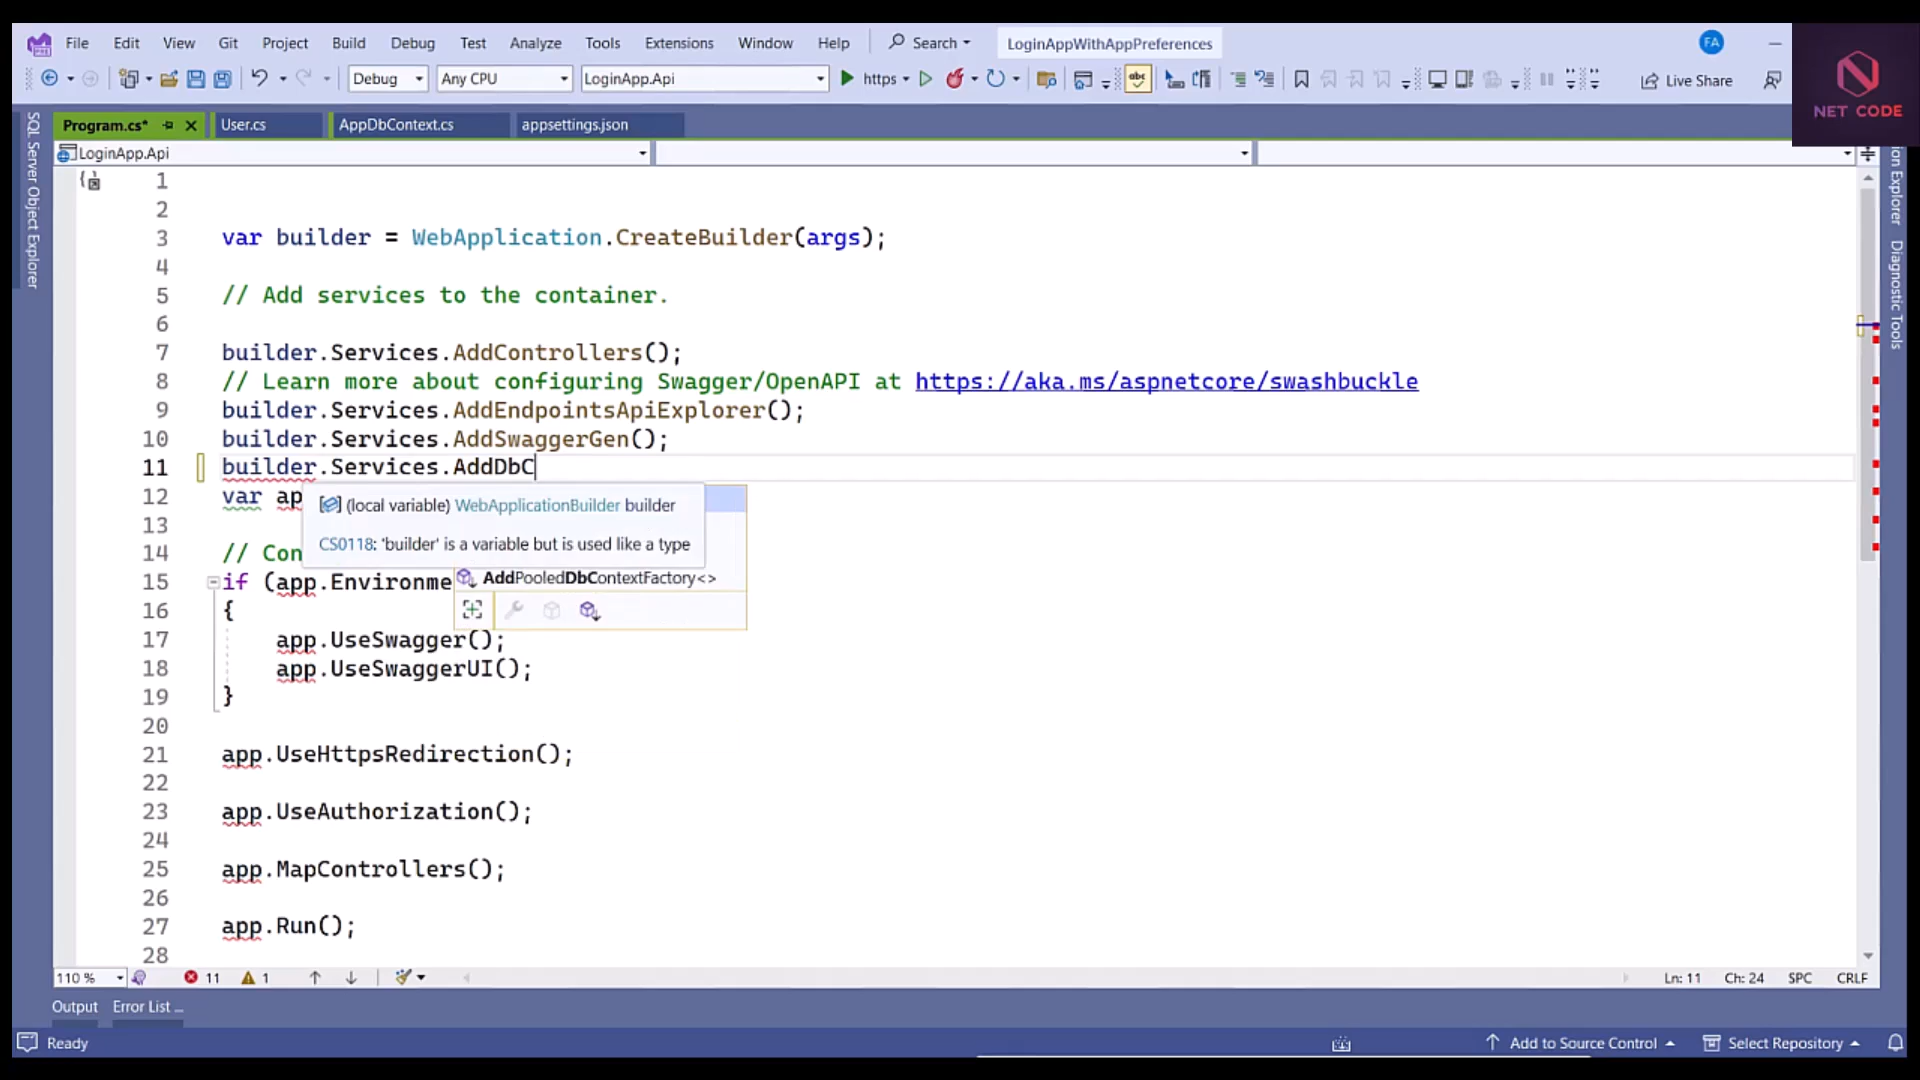 File Edit View Git Project Build Debug Test Analyze Tools Extensions Window Help Search LoginAppWithAppPreferences FA
Debug Any CPU LoginApp.Api https Live Share
NET CODE
Program.cs* User.cs AppDbContext.cs appsettings.json
LoginApp.Api
SQL Server Object Explorer
ion Explorer
Diagnostic Tools
1
2
3 var builder = WebApplication.CreateBuilder(args);
4
5 // Add services to the container.
6
7 builder.Services.AddControllers();
8 // Learn more about configuring Swagger/OpenAPI at https://aka.ms/aspnetcore/swashbuckle
9 builder.Services.AddEndpointsApiExplorer();
10 builder.Services.AddSwaggerGen();
11 builder.Services.AddDbC
12 var ap
(local variable) WebApplicationBuilder builder
CS0118: 'builder' is a variable but is used like a type
AddPooledDbContextFactory<>
13
14 // Con
15 if (app.Environme
16 {
17 app.UseSwagger();
18 app.UseSwaggerUI();
19 }
20
21 app.UseHttpsRedirection();
22
23 app.UseAuthorization();
24
25 app.MapControllers();
26
27 app.Run();
28
110 % 11 1 Ln: 11 Ch: 24 SPC CRLF
Output Error List ...
Ready Add to Source Control Select Repository